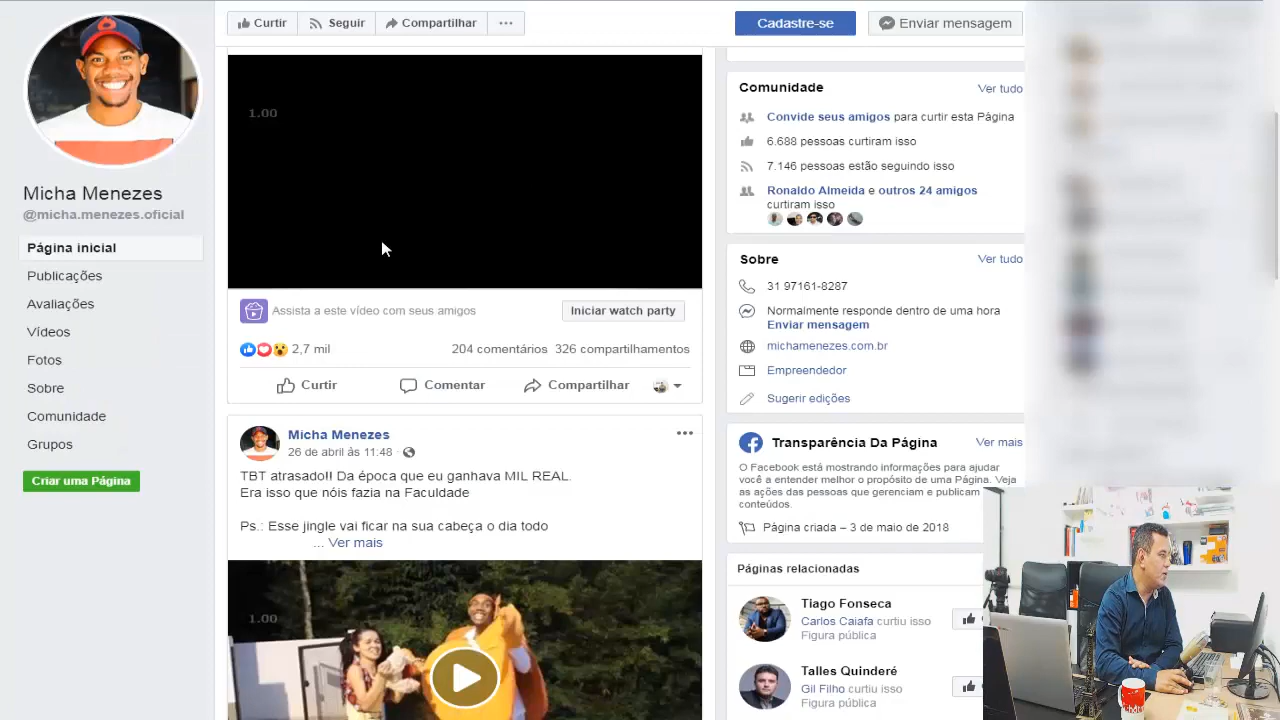 Curtir
Seguir
Compartilhar
Cadastre-se
Enviar mensagem
Micha Menezes
@micha.menezes.oficial
Página inicial
Publicações
Avaliações
Vídeos
Fotos
Sobre
Comunidade
Grupos
Criar uma Página
1.00
Assista a este vídeo com seus amigos
Iniciar watch party
2,7 mil
204 comentários 326 compartilhamentos
Curtir
Comentar
Compartilhar
Micha Menezes
26 de abril às 11:48 ·
TBT atrasado!! Da época que eu ganhava MIL REAL.
Era isso que nóis fazia na Faculdade
Ps.: Esse jingle vai ficar na sua cabeça o dia todo
... Ver mais
1.00
Comunidade
Ver tudo
Convide seus amigos para curtir esta Página
6.688 pessoas curtiram isso
7.146 pessoas estão seguindo isso
Ronaldo Almeida e outros 24 amigos
curtiram isso
Sobre
Ver tudo
31 97161-8287
Normalmente responde dentro de uma hora
Enviar mensagem
michamenezes.com.br
Empreendedor
Sugerir edições
Transparência Da Página
Ver mais
O Facebook está mostrando informações para ajudar
você a entender melhor o propósito de uma Página. Veja
as ações das pessoas que gerenciam e publicam
conteúdos.
Página criada – 3 de maio de 2018
Páginas relacionadas
Tiago Fonseca
Carlos Caiafa curtiu isso
Figura pública
Talles Quinderé
Gil Filho curtiu isso
Figura pública